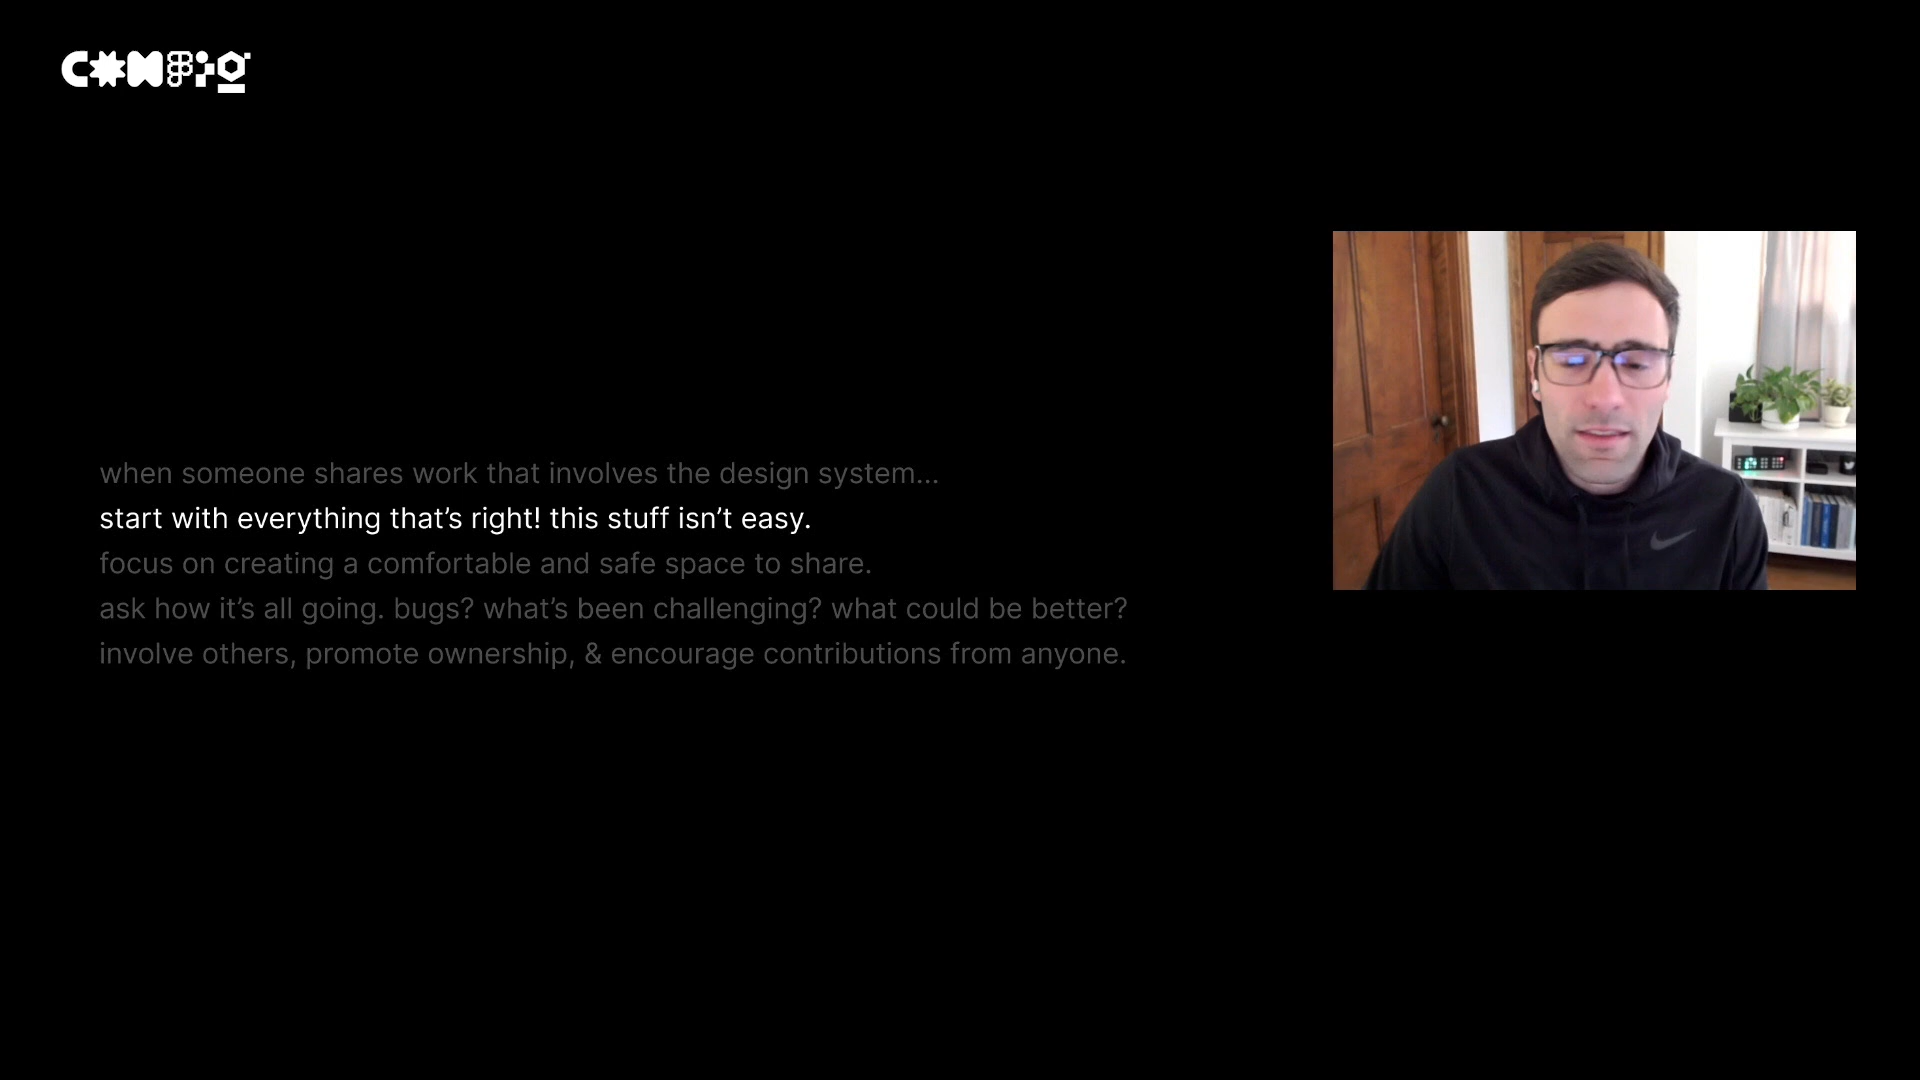 CONFIG
when someone shares work that involves the design system...
start with everything that’s right! this stuff isn’t easy.
focus on creating a comfortable and safe space to share.
ask how it’s all going. bugs? what’s been challenging? what could be better?
involve others, promote ownership, & encourage contributions from anyone.